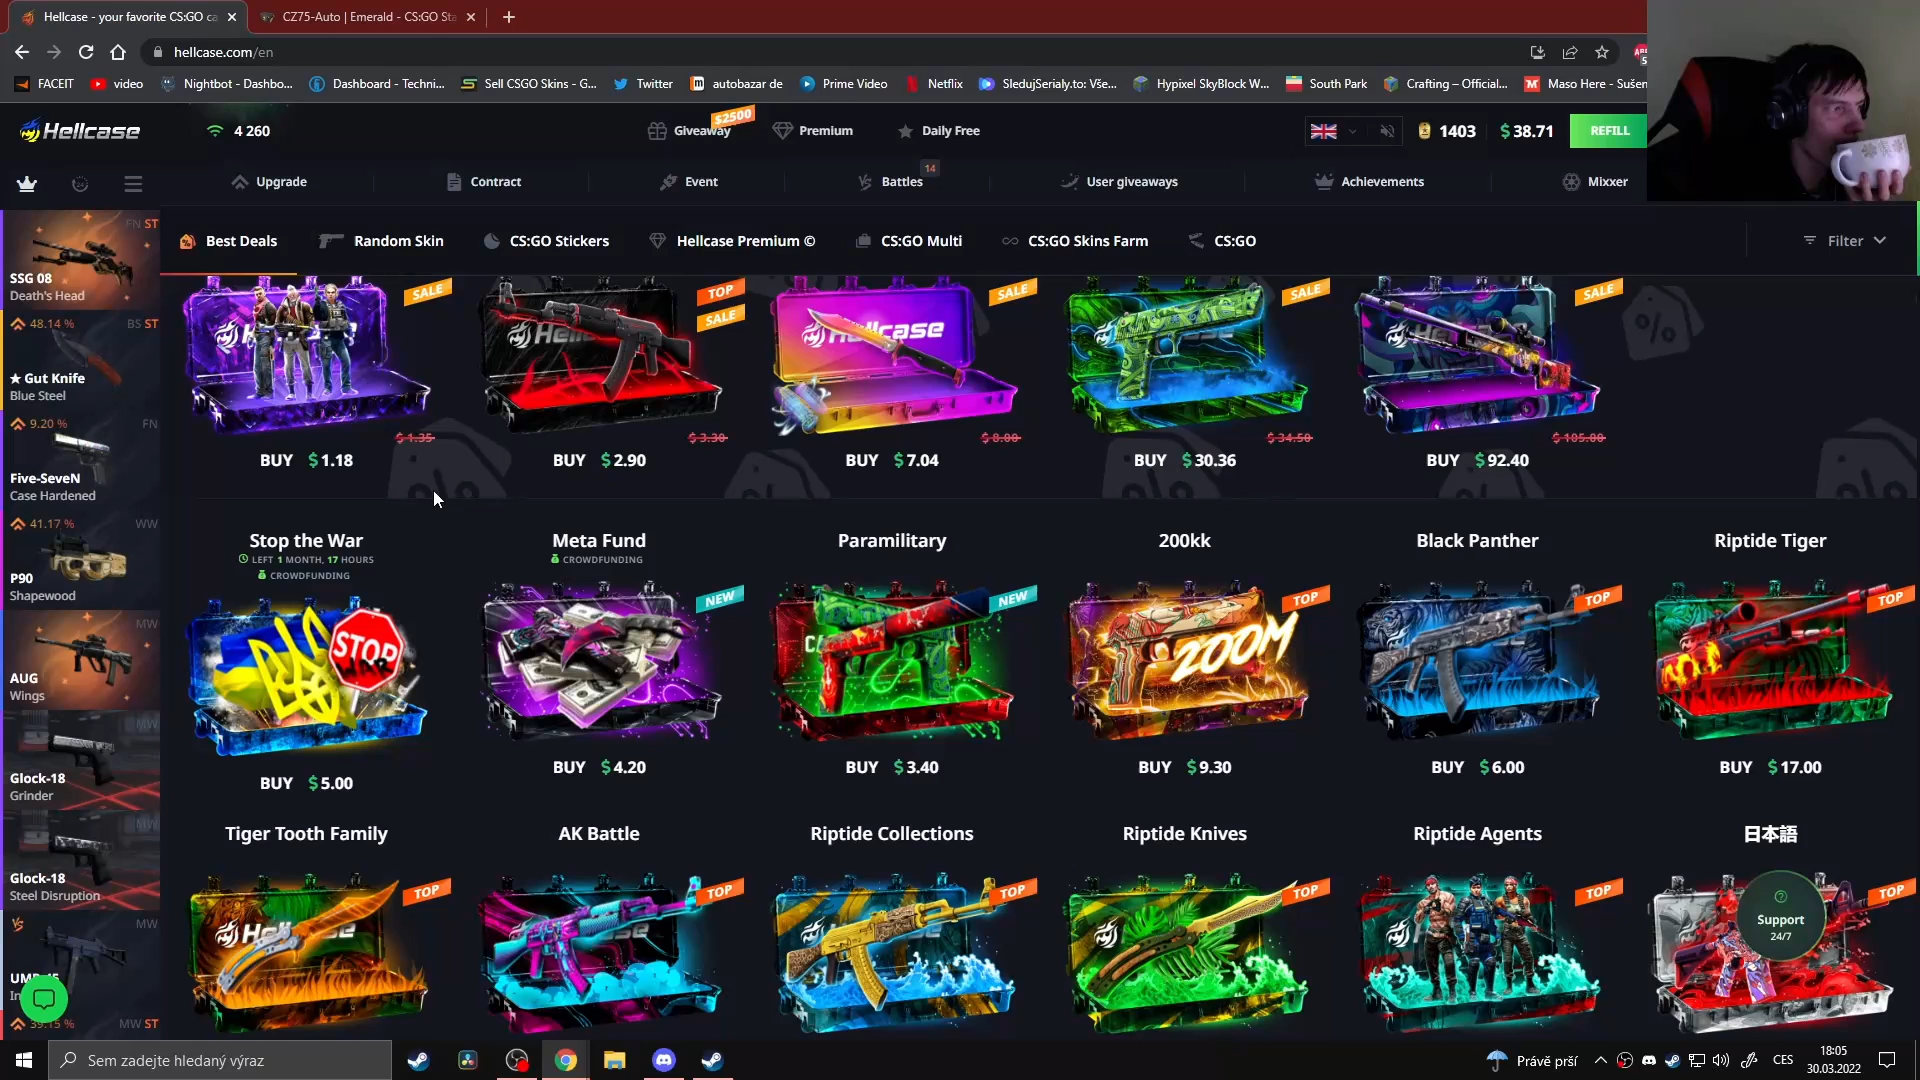 Hellcase - your favorite CS:GO ca
CZ75-Auto | Emerald - CS:GO Sta
hellcase.com/en
FACEIT
video
Nightbot - Dashbo...
Dashboard - Techni...
Sell CSGO Skins - G...
Twitter
autobazar de
Prime Video
Netflix
SledujSerialy.to: Vše...
Hypixel SkyBlock W...
South Park
Crafting – Official...
Maso Here - Sušen
Hellcase
4 260
Giveaway
$2500
Premium
Daily Free
1403
$ 38.71
REFILL
Upgrade
Contract
Event
Battles
14
User giveaways
Achievements
Mixxer
Best Deals
Random Skin
CS:GO Stickers
Hellcase Premium ©
CS:GO Multi
CS:GO Skins Farm
CS:GO
Filter
FN ST
SSG 08
Death's Head
48.14 %
BS ST
★ Gut Knife
Blue Steel
9.20 %
FN
Five-SeveN
Case Hardened
41.17 %
WW
P90
Shapewood
MW
AUG
Wings
MW
Glock-18
Grinder
MW
Glock-18
Steel Disruption
MW
39.15 %
MW ST
SALE
TOP
SALE
SALE
SALE
SALE
$ 1.35
$ 3.30
$ 8.00
$ 34.50
$ 105.00
BUY $ 1.18
BUY $ 2.90
BUY $ 7.04
BUY $ 30.36
BUY $ 92.40
Stop the War
LEFT 1 MONTH, 17 HOURS
CROWDFUNDING
STOP
WAR
BUY $ 5.00
Meta Fund
CROWDFUNDING
NEW
BUY $ 4.20
Paramilitary
NEW
BUY $ 3.40
200kk
TOP
ZOOM
BUY $ 9.30
Black Panther
TOP
BUY $ 6.00
Riptide Tiger
TOP
BUY $ 17.00
Tiger Tooth Family
TOP
AK Battle
TOP
Riptide Collections
TOP
Riptide Knives
TOP
Riptide Agents
TOP
日本語
TOP
Support
24/7
Sem zadejte hledaný výraz
Právě prší
CES
18:05
30.03.2022